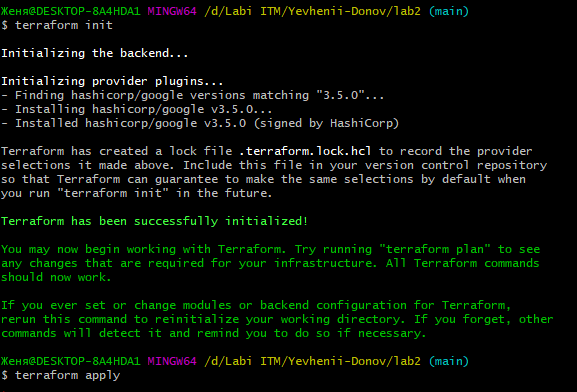 Женя@DESKTOP-8A4HDA1 MINGW64 /d/Labi ITM/Yevhenii-Donov/lab2 (main)
$ terraform init
Initializing the backend...
Initializing provider plugins...
- Finding hashicorp/google versions matching "3.5.0"...
- Installing hashicorp/google v3.5.0...
- Installed hashicorp/google v3.5.0 (signed by HashiCorp)
Terraform has created a lock file .terraform.lock.hcl to record the provider
selections it made above. Include this file in your version control repository
so that Terraform can guarantee to make the same selections by default when
you run "terraform init" in the future.
Terraform has been successfully initialized!
You may now begin working with Terraform. Try running "terraform plan" to see
any changes that are required for your infrastructure. All Terraform commands
should now work.
If you ever set or change modules or backend configuration for Terraform,
rerun this command to reinitialize your working directory. If you forget, other
commands will detect it and remind you to do so if necessary.
Женя@DESKTOP-8A4HDA1 MINGW64 /d/Labi ITM/Yevhenii-Donov/lab2 (main)
$ terraform apply